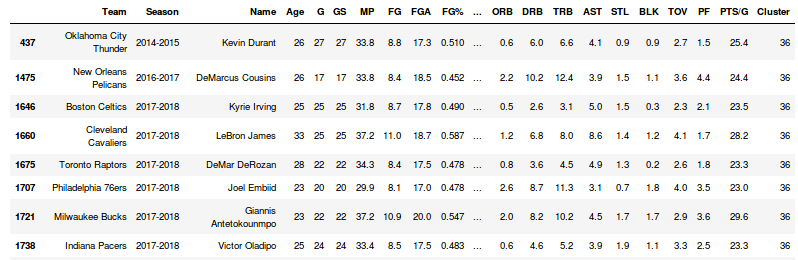 Team Season Name Age G GS MP FG FGA FG% ... ORB DRB TRB AST STL BLK TOV PF PTS/G Cluster
437 Oklahoma City Thunder 2014-2015 Kevin Durant 26 27 27 33.8 8.8 17.3 0.510 ... 0.6 6.0 6.6 4.1 0.9 0.9 2.7 1.5 25.4 36
1475 New Orleans Pelicans 2016-2017 DeMarcus Cousins 26 17 17 33.8 8.4 18.5 0.452 ... 2.2 10.2 12.4 3.9 1.5 1.1 3.6 4.4 24.4 36
1646 Boston Celtics 2017-2018 Kyrie Irving 25 25 25 31.8 8.7 17.8 0.490 ... 0.5 2.6 3.1 5.0 1.5 0.3 2.3 2.1 23.5 36
1660 Cleveland Cavaliers 2017-2018 LeBron James 33 25 25 37.2 11.0 18.7 0.587 ... 1.2 6.8 8.0 8.6 1.4 1.2 4.1 1.7 28.2 36
1675 Toronto Raptors 2017-2018 DeMar DeRozan 28 22 22 34.3 8.4 17.5 0.478 ... 0.8 3.6 4.5 4.9 1.3 0.2 2.6 1.8 23.3 36
1707 Philadelphia 76ers 2017-2018 Joel Embiid 23 20 20 29.9 8.1 17.0 0.478 ... 2.6 8.7 11.3 3.1 0.7 1.8 4.0 3.5 23.0 36
1721 Milwaukee Bucks 2017-2018 Giannis Antetokounmpo 23 22 22 37.2 10.9 20.0 0.547 ... 2.0 8.2 10.2 4.5 1.7 1.7 2.9 3.6 29.6 36
1738 Indiana Pacers 2017-2018 Victor Oladipo 25 24 24 33.4 8.5 17.5 0.483 ... 0.6 4.6 5.2 3.9 1.9 1.1 3.3 2.5 23.3 36